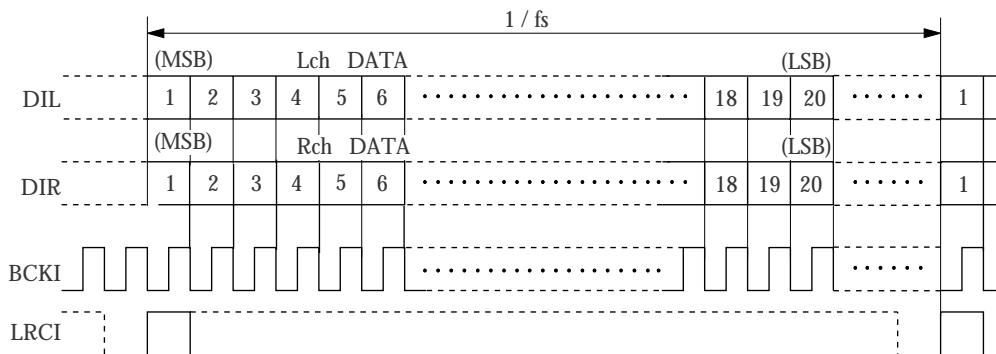 1 / fs
(MSB) Lch DATA (LSB)
DIL 1 2 3 4 5 6 18 19 20 1
(MSB) Rch DATA (LSB)
DIR 1 2 3 4 5 6 18 19 20 1
BCKI
LRCI